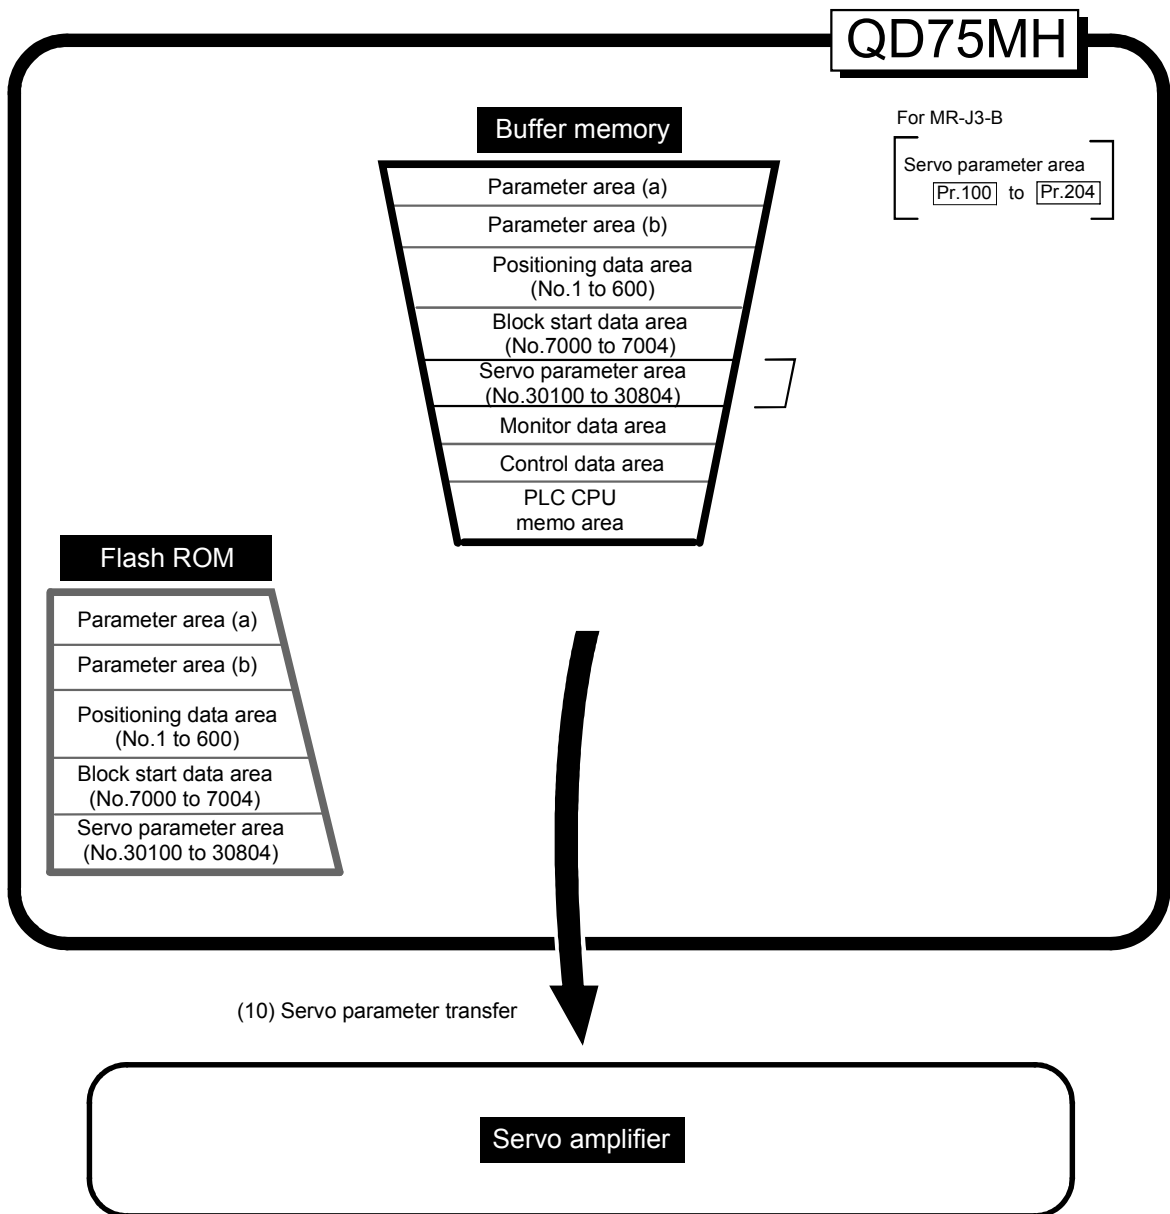 QD75MH
Buffer memory
Parameter area (a)
Parameter area (b)
Positioning data area
(No.1 to 600)
Block start data area
(No.7000 to 7004)
Servo parameter area
(No.30100 to 30804)
Monitor data area
Control data area
PLC CPU
memo area
For MR-J3-B
Servo parameter area
Pr.100 to Pr.204
Flash ROM
Parameter area (a)
Parameter area (b)
Positioning data area
(No.1 to 600)
Block start data area
(No.7000 to 7004)
Servo parameter area
(No.30100 to 30804)
(10) Servo parameter transfer
Servo amplifier